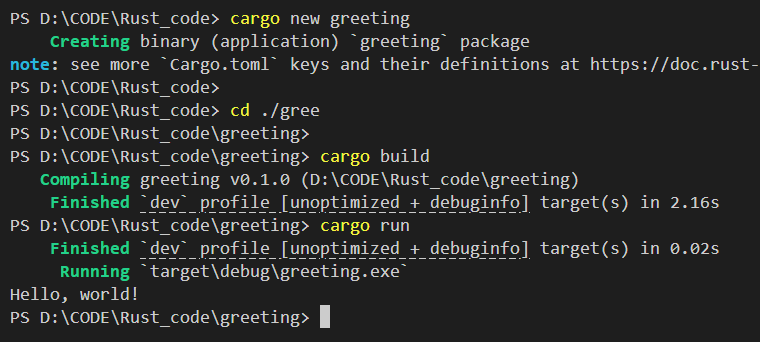 PS D:\CODE\Rust_code> cargo new greeting
    Creating binary (application) `greeting` package
note: see more `Cargo.toml` keys and their definitions at https://doc.rust-
PS D:\CODE\Rust_code>
PS D:\CODE\Rust_code> cd ./gree
PS D:\CODE\Rust_code\greeting>
PS D:\CODE\Rust_code\greeting> cargo build
   Compiling greeting v0.1.0 (D:\CODE\Rust_code\greeting)
    Finished `dev` profile [unoptimized + debuginfo] target(s) in 2.16s
PS D:\CODE\Rust_code\greeting> cargo run
    Finished `dev` profile [unoptimized + debuginfo] target(s) in 0.02s
     Running `target\debug\greeting.exe`
Hello, world!
PS D:\CODE\Rust_code\greeting>